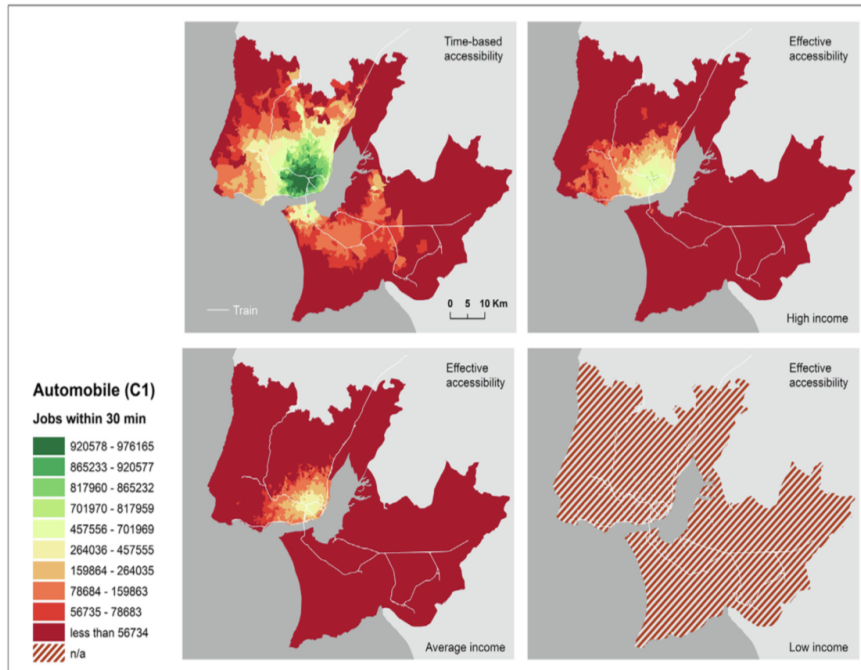 Time-based
accessibility
Train
0 5 10 Km
Effective
accessibility
High income
Automobile (C1)
Jobs within 30 min
920578 - 976165
865233 - 920577
817960 - 865232
701970 - 817959
457556 - 701969
264036 - 457555
159864 - 264035
78684 - 159863
56735 - 78683
less than 56734
n/a
Effective
accessibility
Average income
Effective
accessibility
Low income